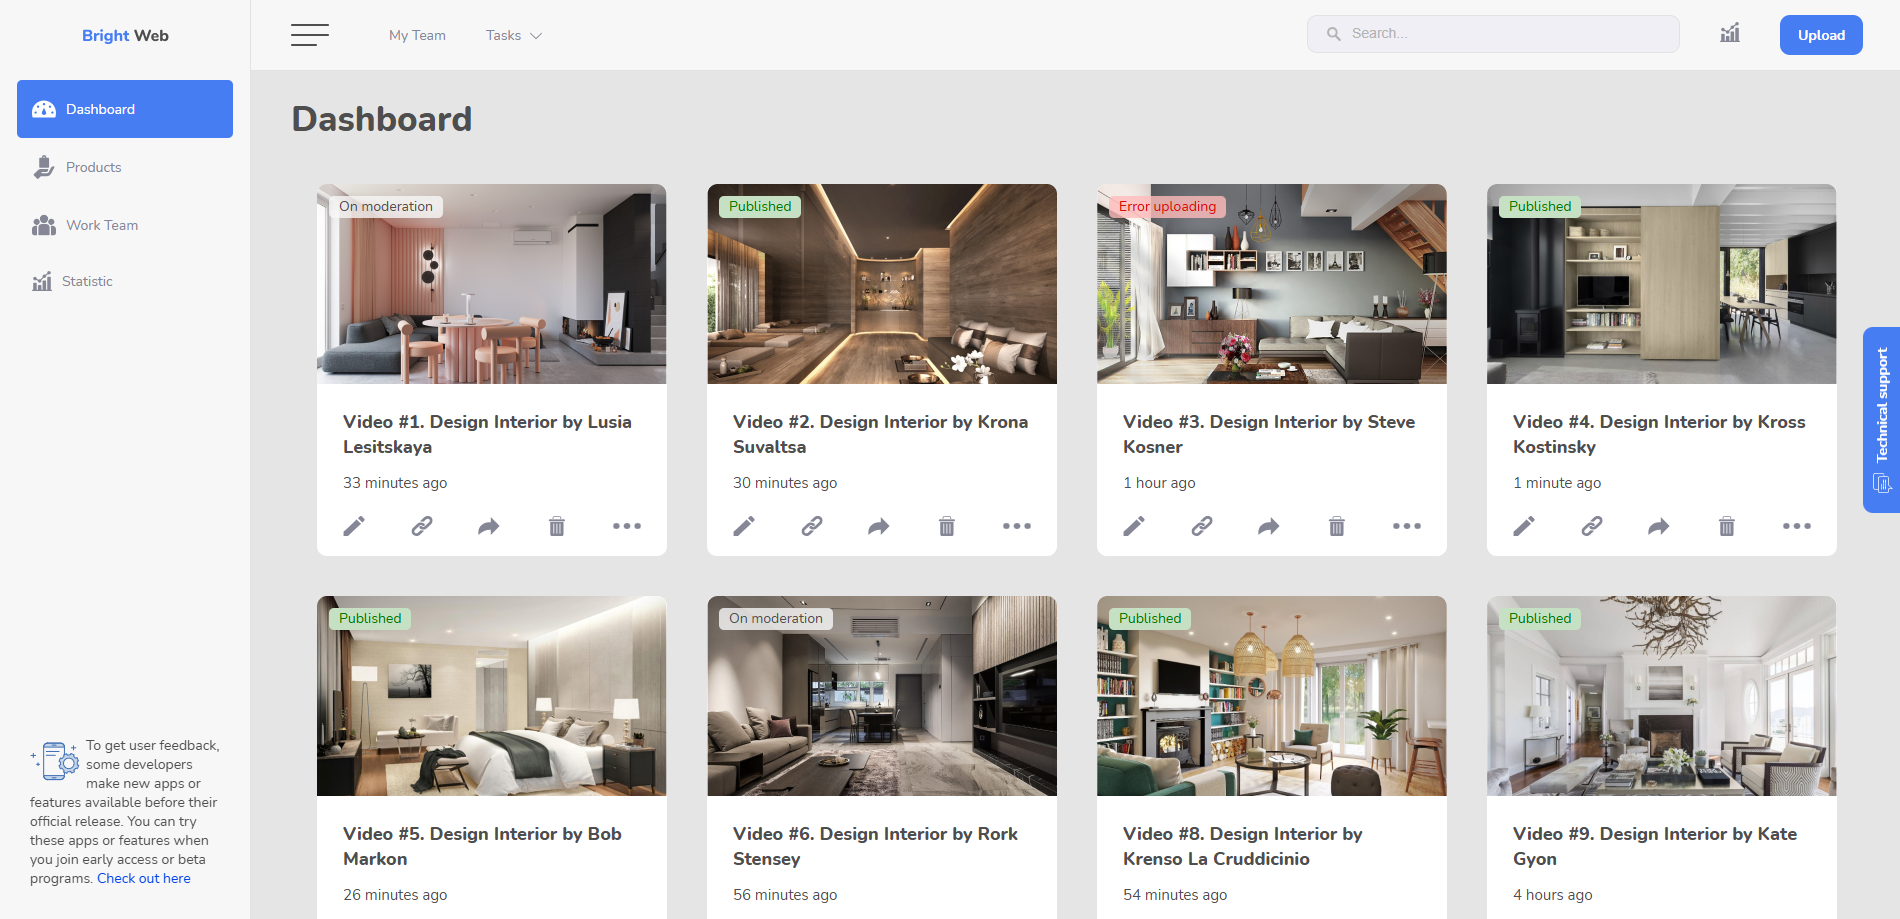 Bright Web
My Team
Tasks
Search...
Upload
Dashboard
Products
Work Team
Statistic
To get user feedback,
some developers
make new apps or
features available before their
official release. You can try
these apps or features when
you join early access or beta
programs. Check out here
Dashboard
On moderation
Video #1. Design Interior by Lusia
Lesitskaya
33 minutes ago
Published
Video #2. Design Interior by Krona
Suvaltsa
30 minutes ago
Error uploading
Video #3. Design Interior by Steve
Kosner
1 hour ago
Published
Video #4. Design Interior by Kross
Kostinsky
1 minute ago
Published
Video #5. Design Interior by Bob
Markon
26 minutes ago
On moderation
Video #6. Design Interior by Rork
Stensey
56 minutes ago
Published
Video #8. Design Interior by
Krenso La Cruddicinio
54 minutes ago
Published
Video #9. Design Interior by Kate
Gyon
4 hours ago
Technical support